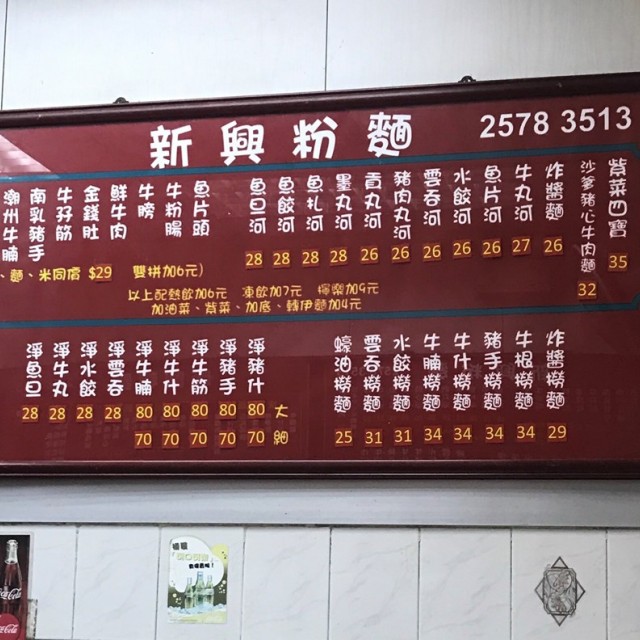 新興粉麵
2578 3513
紫菜四寶 35
沙爹豬心牛肉麵 32
炸醬麵 26
牛丸河 27
魚片河 26
水餃河 26
雲吞河 26
豬肉丸河 26
貢丸河 26
墨丸河 28
魚札河 28
魚餃河 28
魚旦河 28
魚片頭
牛粉腸
牛膀
鮮牛肉
金錢肚
牛孖筋
南乳豬手
潮州牛腩
、麵、米同價 $29 雙拼加6元)
以上配熱飲加6元 凍飲加7元 檸樂加9元
加油菜、紫菜、加底、轉伊麵加4元
炸醬撈麵 29
牛根撈麵 34
豬手撈麵 34
牛什撈麵 34
牛腩撈麵 34
水餃撈麵 31
雲吞撈麵 31
蠔油撈麵 25
大
細
淨豬什 80 70
淨豬手 80 70
淨牛筋 80 70
淨牛什 80 70
淨牛腩 80 70
淨雲吞 28
淨水餃 28
淨牛丸 28
淨魚旦 28
Coca-Cola
Coca-Cola